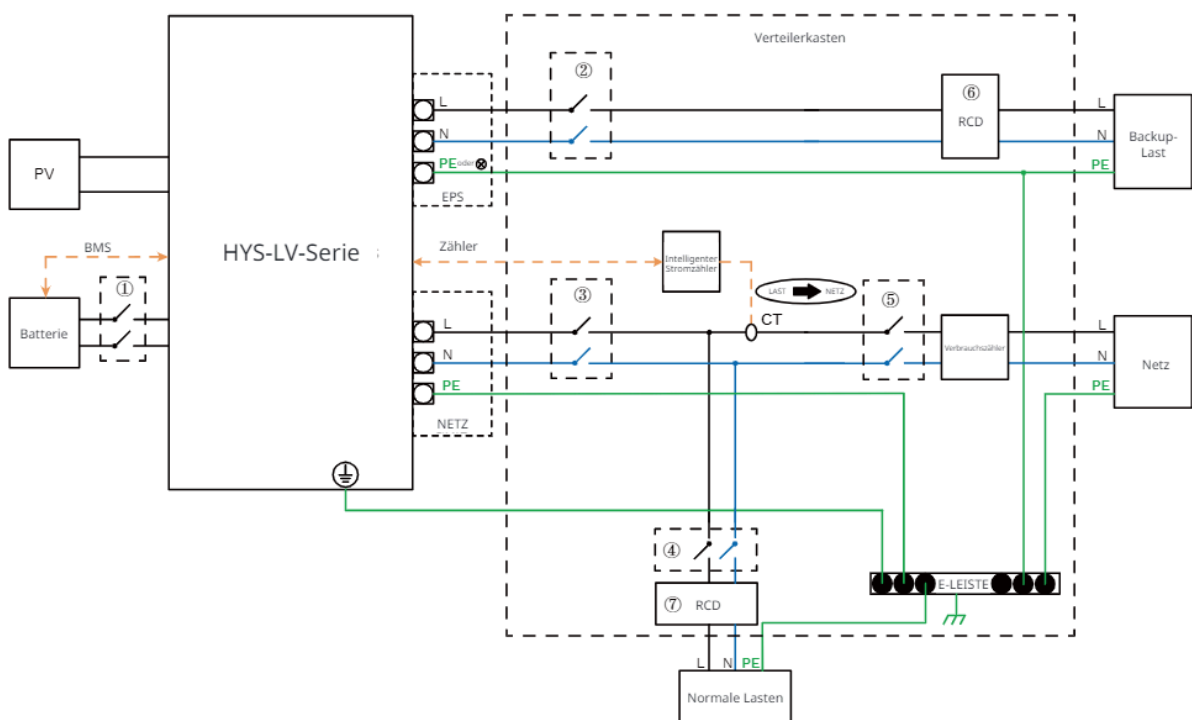 Verteilerkasten
②
⑥
RCD
L
N
PE oder ⊗
EPS
L
N
PE
Backup-
Last
PV
HYS-LV-Serie
BMS
Zähler
Intelligenter
Stromzähler
LAST NETZ
①
③
⑤
CT
Batterie
L
N
PE
NETZ
Verbrauchszähler
L
N
PE
Netz
④
⑦ RCD
E-LEISTE
L N PE
Normale Lasten